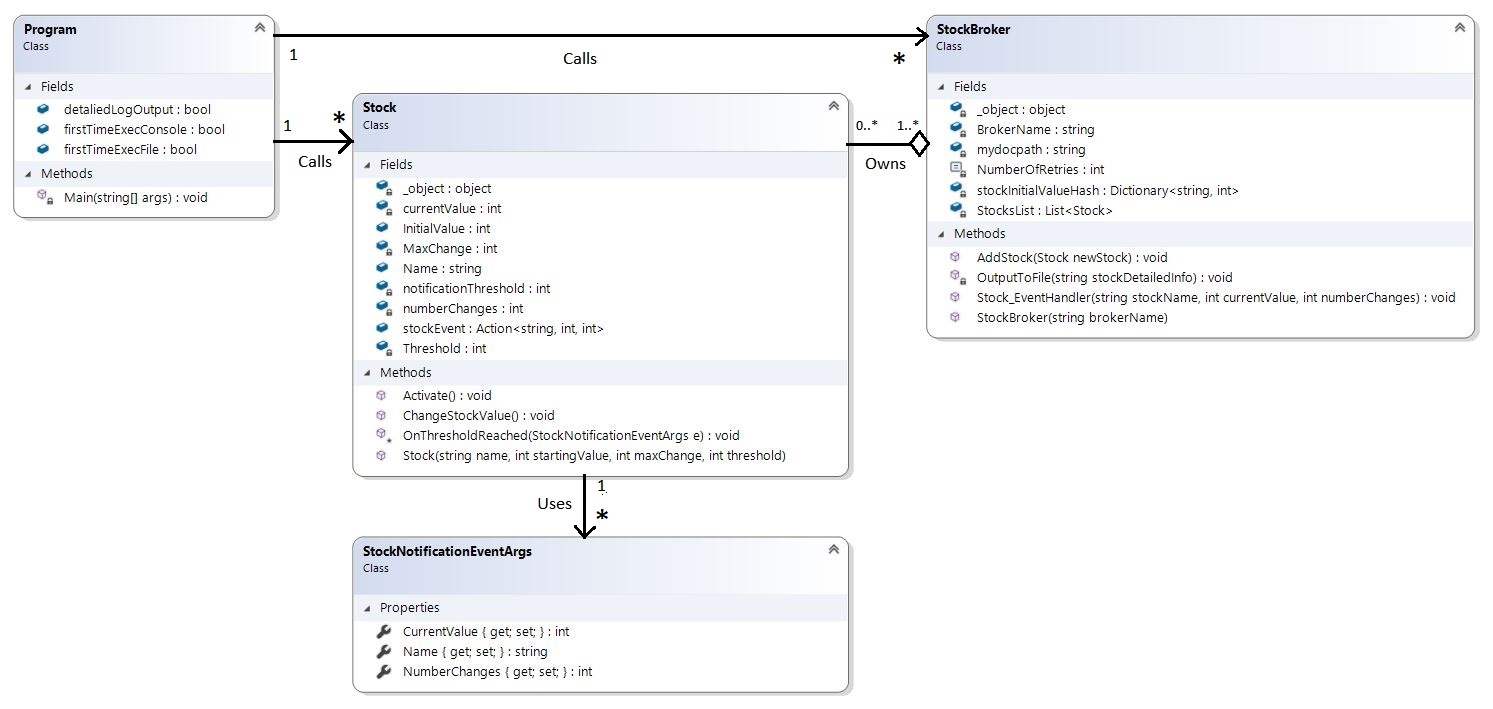 Program
Class
Fields
detaliedLogOutput : bool
firstTimeExecConsole : bool
firstTimeExecFile : bool
Methods
Main(string[] args) : void
1
Calls
*
1
*
Calls
Stock
Class
Fields
_object : object
currentValue : int
InitialValue : int
MaxChange : int
Name : string
notificationThreshold : int
numberChanges : int
stockEvent : Action<string, int, int>
Threshold : int
Methods
Activate() : void
ChangeStockValue() : void
OnThresholdReached(StockNotificationEventArgs e) : void
Stock(string name, int startingValue, int maxChange, int threshold)
0..* 1..*
Owns
StockBroker
Class
Fields
_object : object
BrokerName : string
mydocpath : string
NumberOfRetries : int
stockInitialValueHash : Dictionary<string, int>
StocksList : List<Stock>
Methods
AddStock(Stock newStock) : void
OutputToFile(string stockDetailedInfo) : void
Stock_EventHandler(string stockName, int currentValue, int numberChanges) : void
StockBroker(string brokerName)
1
Uses
*
StockNotificationEventArgs
Class
Properties
CurrentValue { get; set; } : int
Name { get; set; } : string
NumberChanges { get; set; } : int